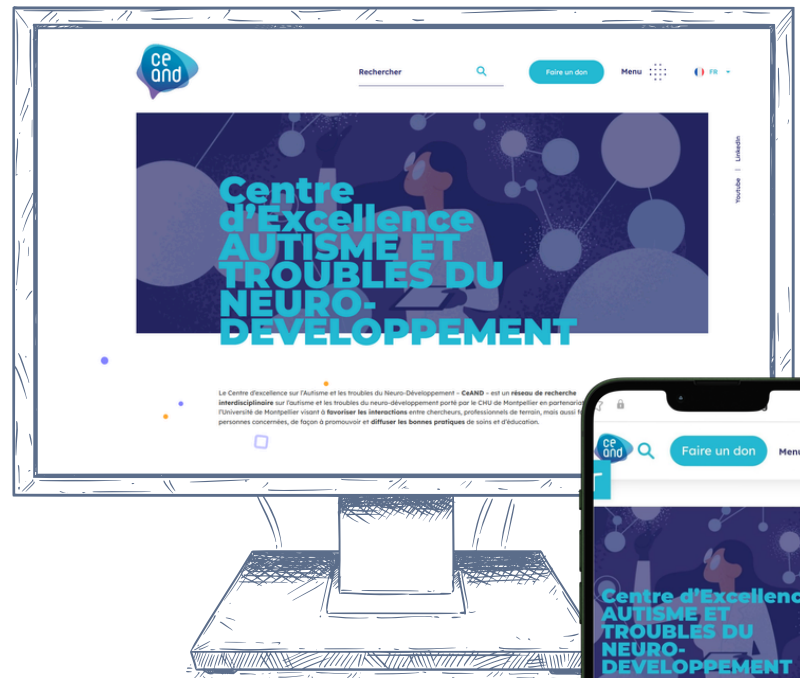 ce
and
Rechercher
Faire un don
Menu
FR
Youtube | LinkedIn
Centre
d'Excellence
AUTISME ET
TROUBLES DU
NEURO-
DEVELOPPEMENT
Le Centre d'excellence sur l'Autisme et les troubles du Neuro-Développement – CeAND – est un réseau de recherche
interdisciplinaire sur l'autisme et les troubles du neuro-développement porté par le CHU de Montpellier en partenariat
l'Université de Montpellier visant à favoriser les interactions entre chercheurs, professionnels de terrain, mais aussi
personnes concernées, de façon à promouvoir et diffuser les bonnes pratiques de soins et d'éducation.
ce
and
Faire un don
Menu
Centre d'Excellenc
AUTISME ET
TROUBLES DU
NEURO-
DEVELOPPEMENT